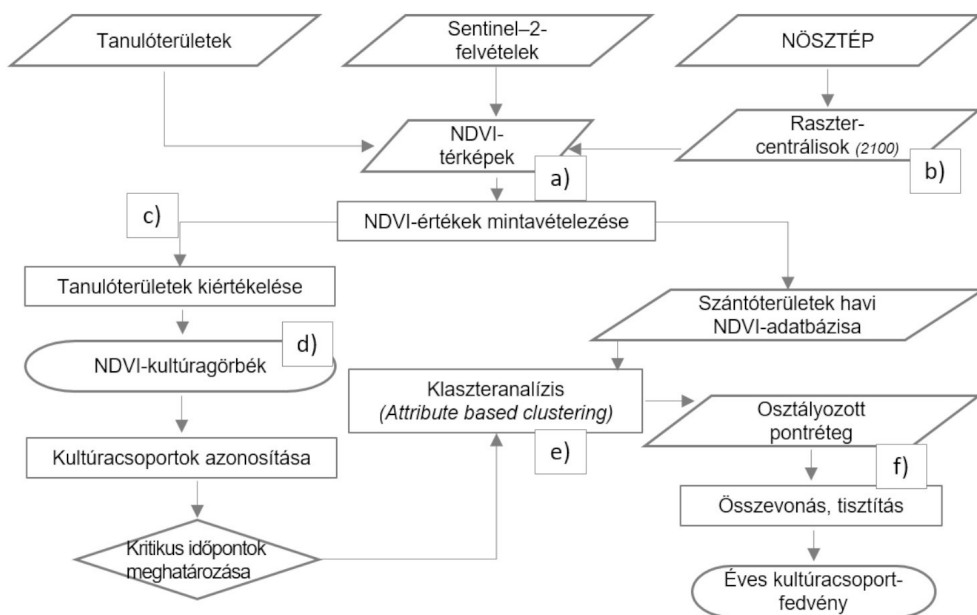 Tanulóterületek
Sentinel–2-
felvételek
NÖSZTÉP
NDVI-
térképek
a)
Raszter-
centrálisok (2100)
b)
c)
NDVI-értékek mintavételezése
Tanulóterületek kiértékelése
Szántóterületek havi
NDVI-adatbázisa
d)
NDVI-kultúragörbék
Klaszteranalízis
(Attribute based clustering)
e)
Osztályozott
pontréteg
f)
Kultúracsoportok azonosítása
Összevonás, tisztítás
Kritikus időpontok
meghatározása
Éves kultúracsoport-
fedvény